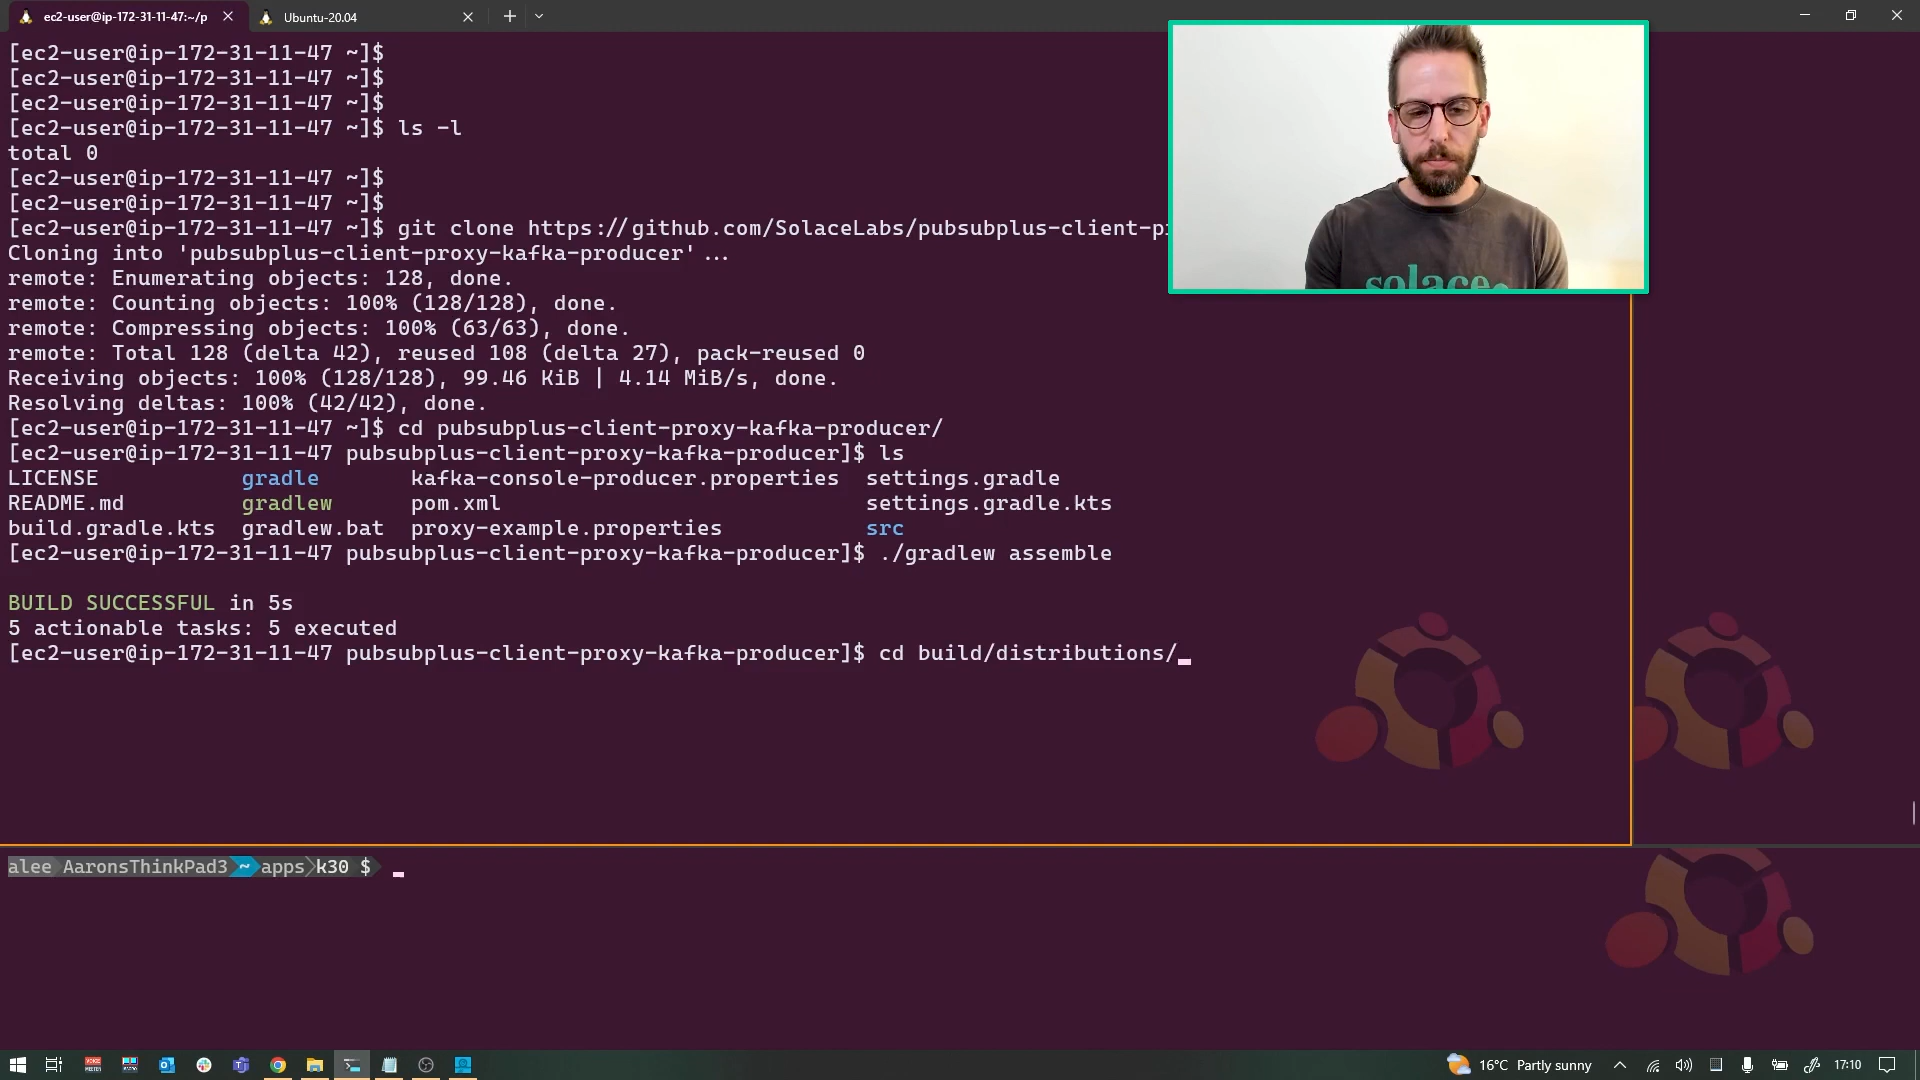 ec2-user@ip-172-31-11-47:~/p
Ubuntu-20.04
[ec2-user@ip-172-31-11-47 ~]$
[ec2-user@ip-172-31-11-47 ~]$
[ec2-user@ip-172-31-11-47 ~]$
[ec2-user@ip-172-31-11-47 ~]$ ls -l
total 0
[ec2-user@ip-172-31-11-47 ~]$
[ec2-user@ip-172-31-11-47 ~]$
[ec2-user@ip-172-31-11-47 ~]$ git clone https://github.com/SolaceLabs/pubsubplus-client-p
Cloning into 'pubsubplus-client-proxy-kafka-producer'...
remote: Enumerating objects: 128, done.
remote: Counting objects: 100% (128/128), done.
remote: Compressing objects: 100% (63/63), done.
remote: Total 128 (delta 42), reused 108 (delta 27), pack-reused 0
Receiving objects: 100% (128/128), 99.46 KiB | 4.14 MiB/s, done.
Resolving deltas: 100% (42/42), done.
[ec2-user@ip-172-31-11-47 ~]$ cd pubsubplus-client-proxy-kafka-producer/
[ec2-user@ip-172-31-11-47 pubsubplus-client-proxy-kafka-producer]$ ls
LICENSE gradle kafka-console-producer.properties settings.gradle
README.md gradlew pom.xml settings.gradle.kts
build.gradle.kts gradlew.bat proxy-example.properties src
[ec2-user@ip-172-31-11-47 pubsubplus-client-proxy-kafka-producer]$ ./gradlew assemble
BUILD SUCCESSFUL in 5s
5 actionable tasks: 5 executed
[ec2-user@ip-172-31-11-47 pubsubplus-client-proxy-kafka-producer]$ cd build/distributions/
solace.
alee AaronsThinkPad3 ~ apps k30 $
16°C Partly sunny
17:10